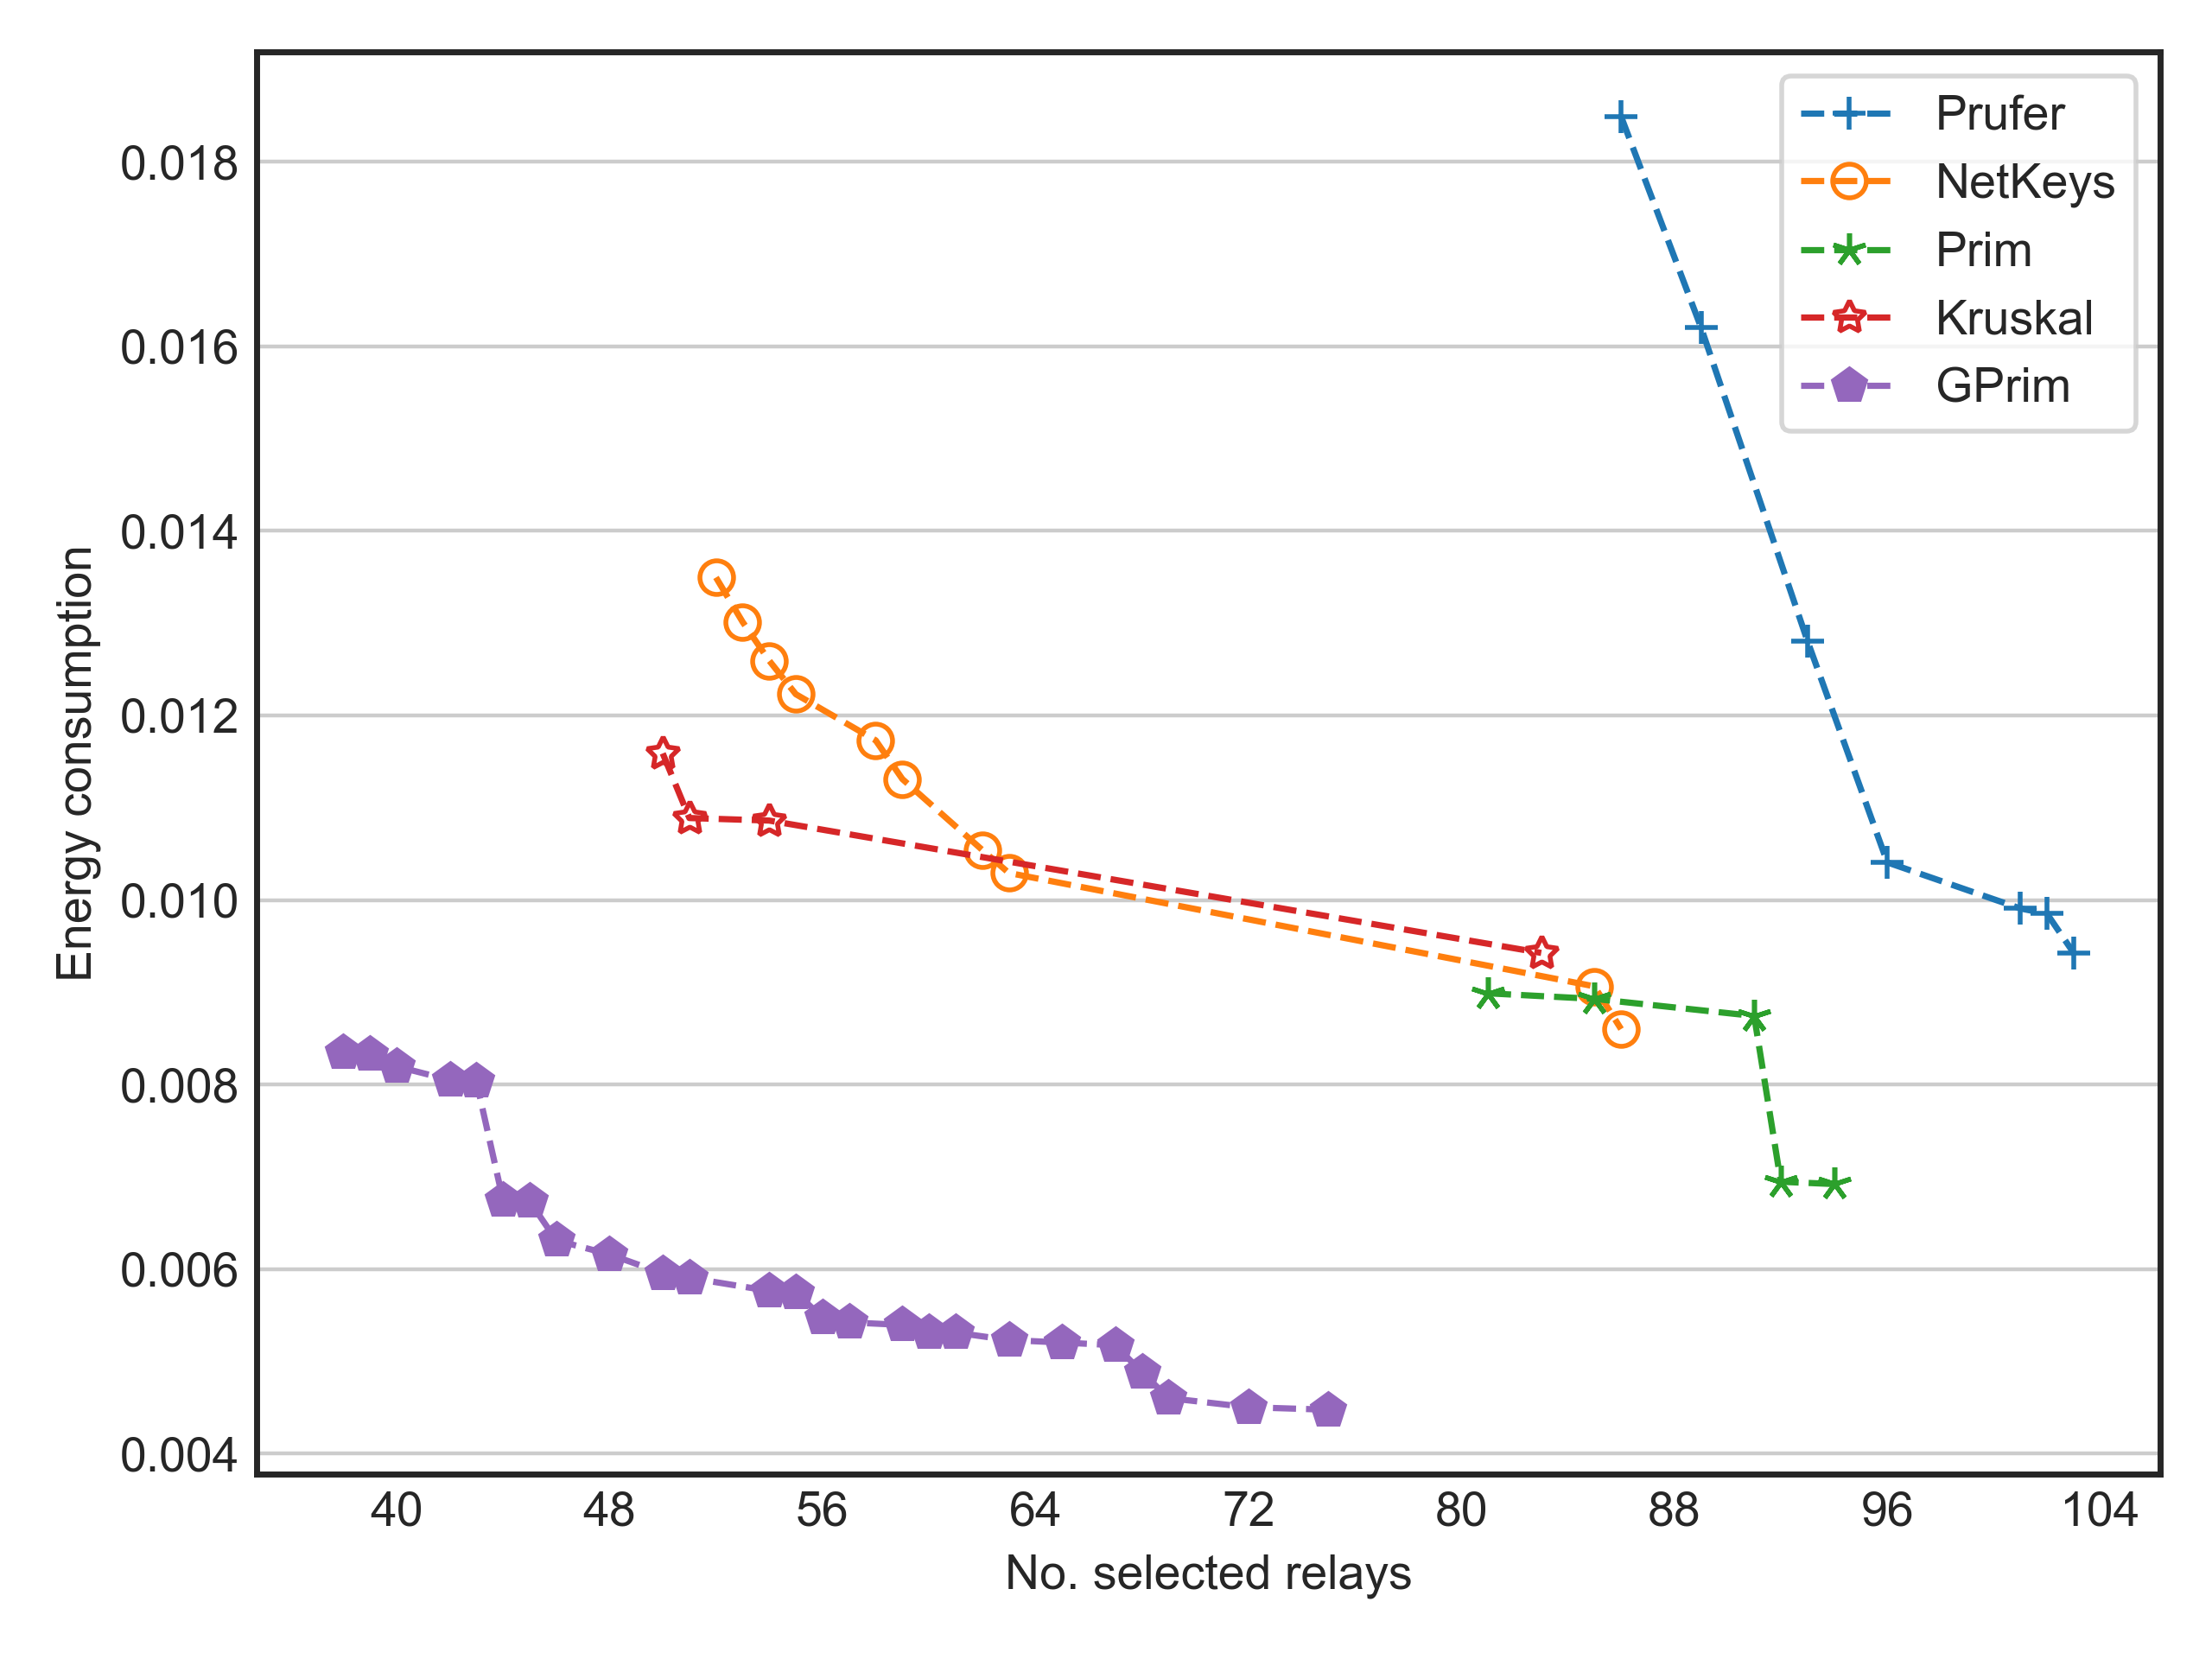 Prufer
NetKeys
Prim
Kruskal
GPrim
Energy consumption
0.018
0.016
0.014
0.012
0.010
0.008
0.006
0.004
40 48 56 64 72 80 88 96 104
No. selected relays